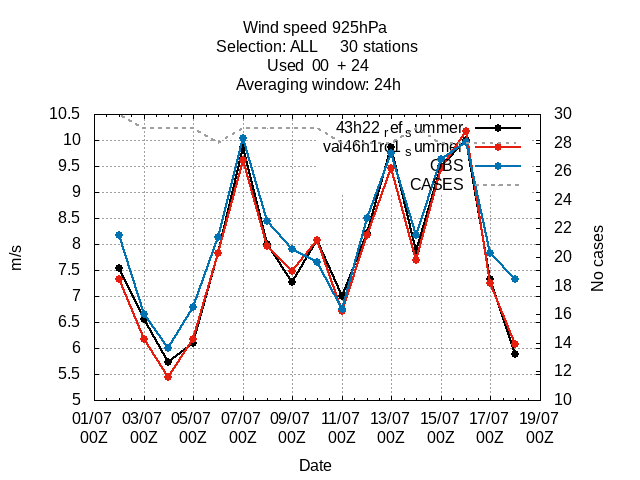 Wind speed 925hPa
Selection: ALL 30 stations
Used 00 + 24
Averaging window: 24h
43h22_ref_summer
val46h1rc1_summer
OBS
CASES
10.5
10
9.5
9
8.5
8
7.5
7
6.5
6
5.5
5
30
28
26
24
22
20
18
16
14
12
10
m/s
No cases
01/07 03/07 05/07 07/07 09/07 11/07 13/07 15/07 17/07 19/07
00Z 00Z 00Z 00Z 00Z 00Z 00Z 00Z 00Z 00Z
Date